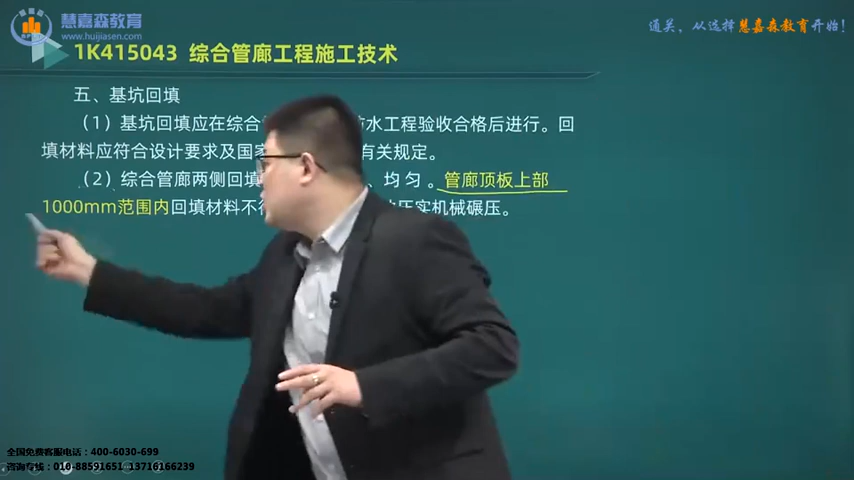 慧嘉森教育
www.huijiasen.com
通关，从选择慧嘉森教育开始！
1K415043 综合管廊工程施工技术
五、基坑回填
（1）基坑回填应在综合 防水工程验收合格后进行。回
填材料应符合设计要求及国家 有关规定。
（2）综合管廊两侧回填 、均匀。管廊顶板上部
1000mm范围内回填材料不得 压实机械碾压。
全国免费客服电话：400-6030-699
咨询专线：010-88591651 13716166239